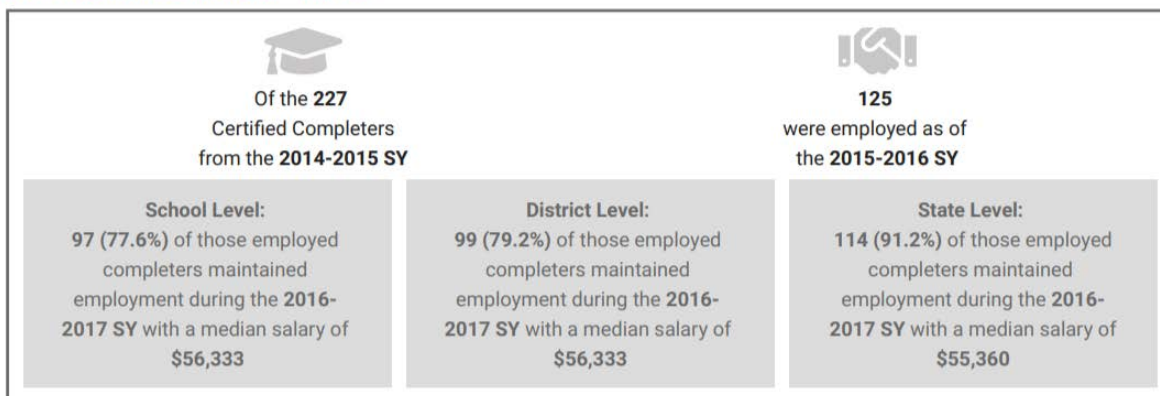 Of the 227
Certified Completers
from the 2014-2015 SY
125
were employed as of
the 2015-2016 SY
School Level:
97 (77.6%) of those employed
completers maintained
employment during the 2016-
2017 SY with a median salary of
$56,333
District Level:
99 (79.2%) of those employed
completers maintained
employment during the 2016-
2017 SY with a median salary of
$56,333
State Level:
114 (91.2%) of those employed
completers maintained
employment during the 2016-
2017 SY with a median salary of
$55,360